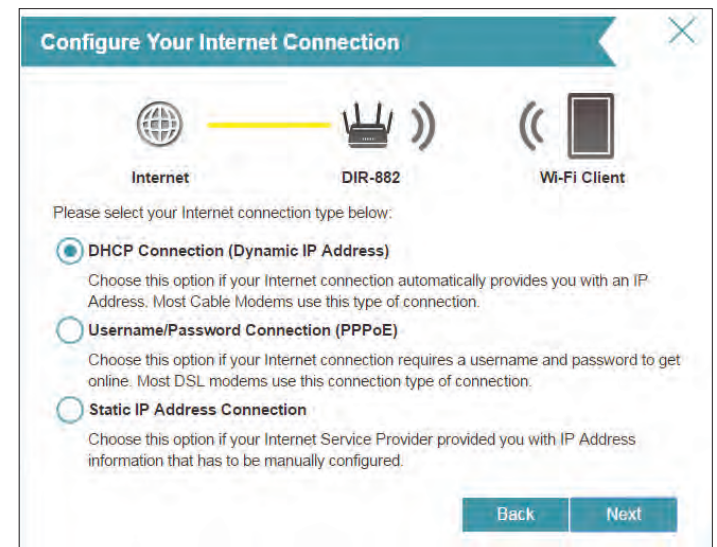 Configure Your Internet Connection
Internet
DIR-882
Wi-Fi Client
Please select your Internet connection type below:
DHCP Connection (Dynamic IP Address)
Choose this option if your Internet connection automatically provides you with an IP
Address. Most Cable Modems use this type of connection.
Username/Password Connection (PPPoE)
Choose this option if your Internet connection requires a username and password to get
online. Most DSL modems use this connection type of connection.
Static IP Address Connection
Choose this option if your Internet Service Provider provided you with IP Address
information that has to be manually configured.
Back
Next